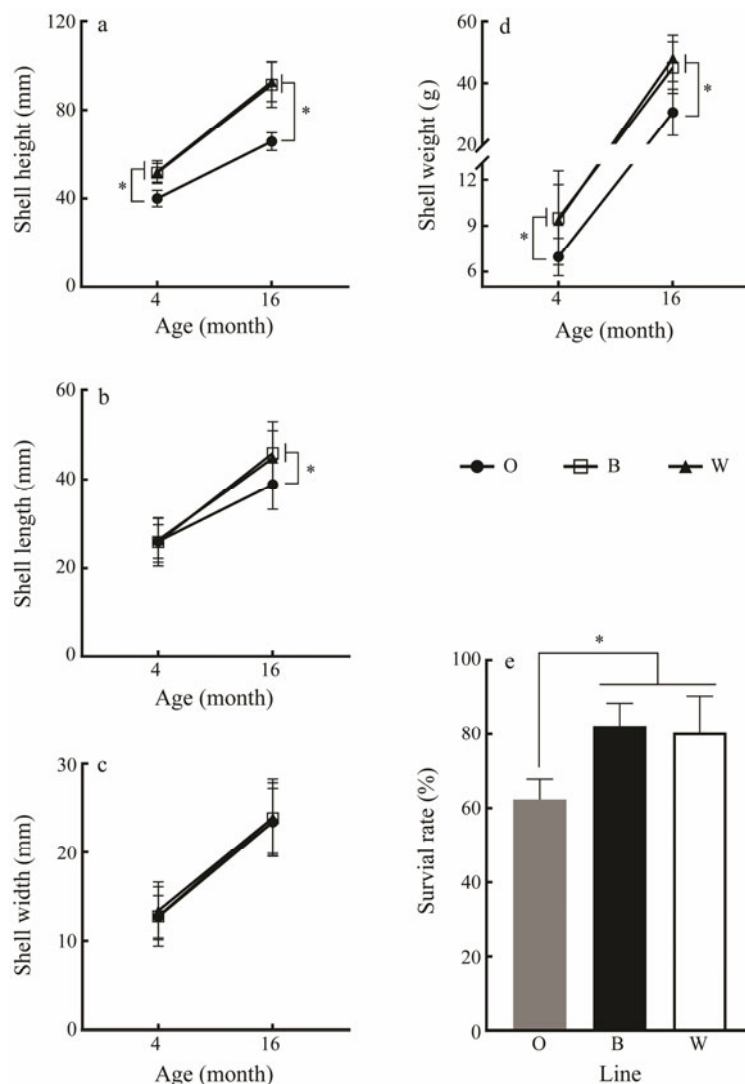 a
Shell height (mm)
120
80
40
0
*
*
4 16
Age (month)
d
Shell weight (g)
60
40
20
12
9
6
*
*
4 16
Age (month)
b
Shell length (mm)
60
40
20
0
*
4 16
Age (month)
O B W
c
Shell width (mm)
30
20
10
0
4 16
Age (month)
e
Survial rate (%)
100
80
60
40
20
0
*
O B W
Line